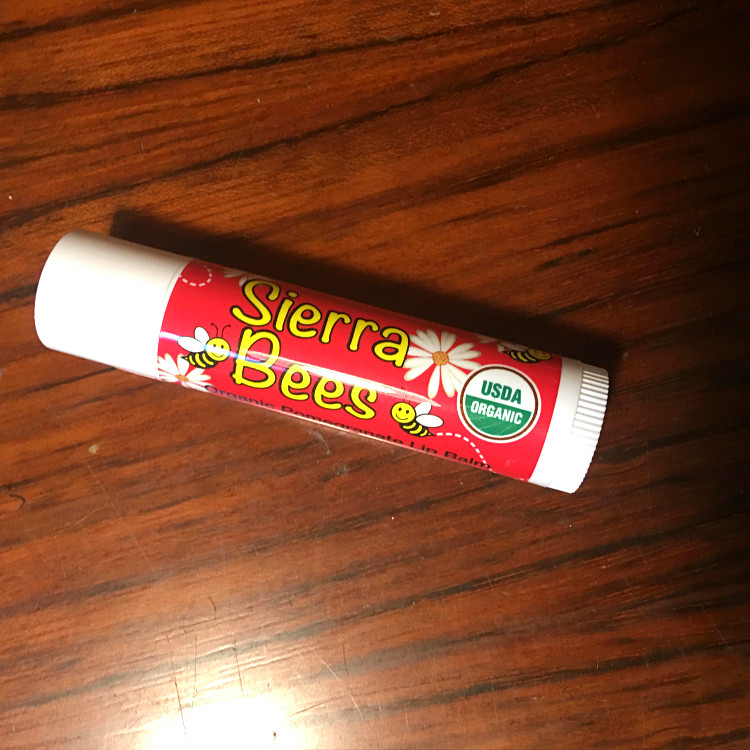 Sierra
Bees
Organic Pomegranate Lip Balm
USDA
ORGANIC